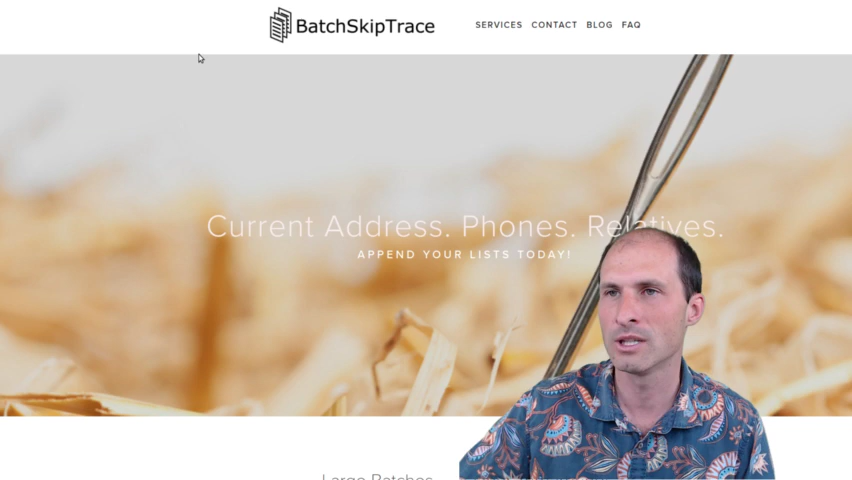 BatchSkipTrace
SERVICES CONTACT BLOG FAQ
Current Address. Phones. Relatives.
APPEND YOUR LISTS TODAY!
Large Batches